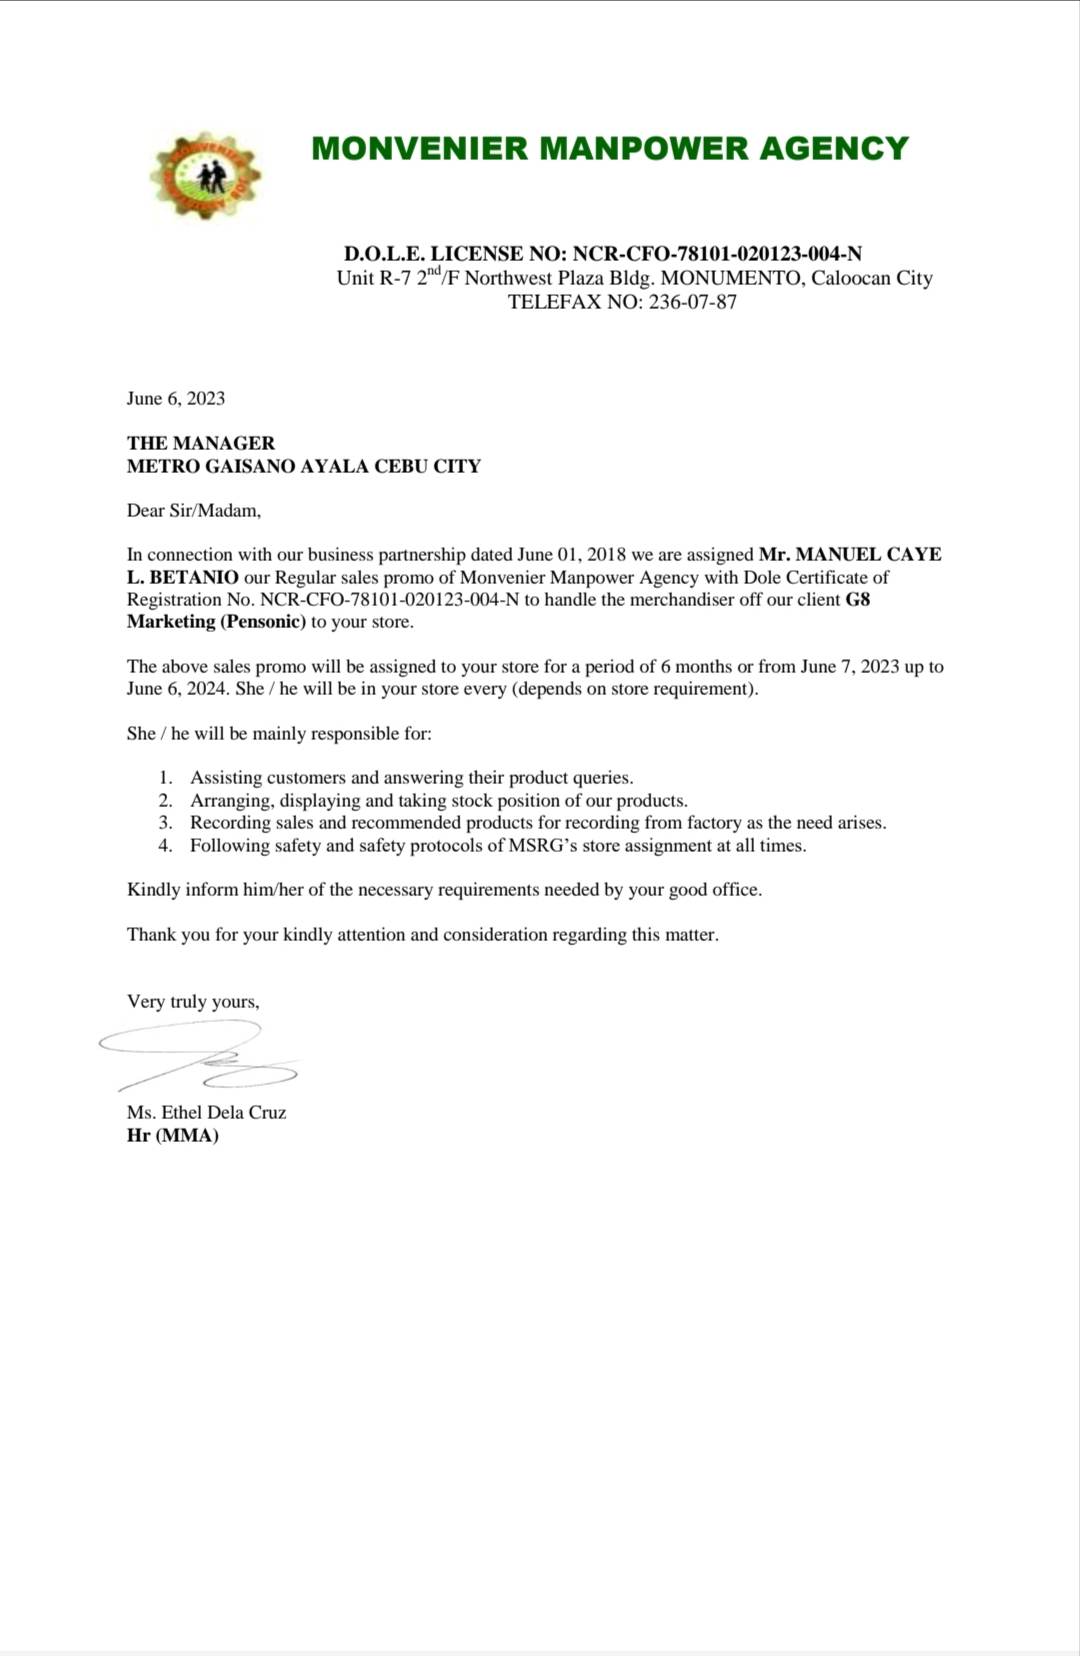 MONVENIER MANPOWER AGENCY
D.O.L.E. LICENSE NO: NCR-CFO-78101-020123-004-N
Unit R-7 2nd/F Northwest Plaza Bldg. MONUMENTO, Caloocan City
TELEFAX NO: 236-07-87
June 6, 2023
THE MANAGER
METRO GAISANO AYALA CEBU CITY
Dear Sir/Madam,
In connection with our business partnership dated June 01, 2018 we are assigned Mr. MANUEL CAYE
L. BETANIO our Regular sales promo of Monvenier Manpower Agency with Dole Certificate of
Registration No. NCR-CFO-78101-020123-004-N to handle the merchandiser off our client G8
Marketing (Pensonic) to your store.
The above sales promo will be assigned to your store for a period of 6 months or from June 7, 2023 up to
June 6, 2024. She / he will be in your store every (depends on store requirement).
She / he will be mainly responsible for:
1. Assisting customers and answering their product queries.
2. Arranging, displaying and taking stock position of our products.
3. Recording sales and recommended products for recording from factory as the need arises.
4. Following safety and safety protocols of MSRG's store assignment at all times.
Kindly inform him/her of the necessary requirements needed by your good office.
Thank you for your kindly attention and consideration regarding this matter.
Very truly yours,
Ms. Ethel Dela Cruz
Hr (MMA)